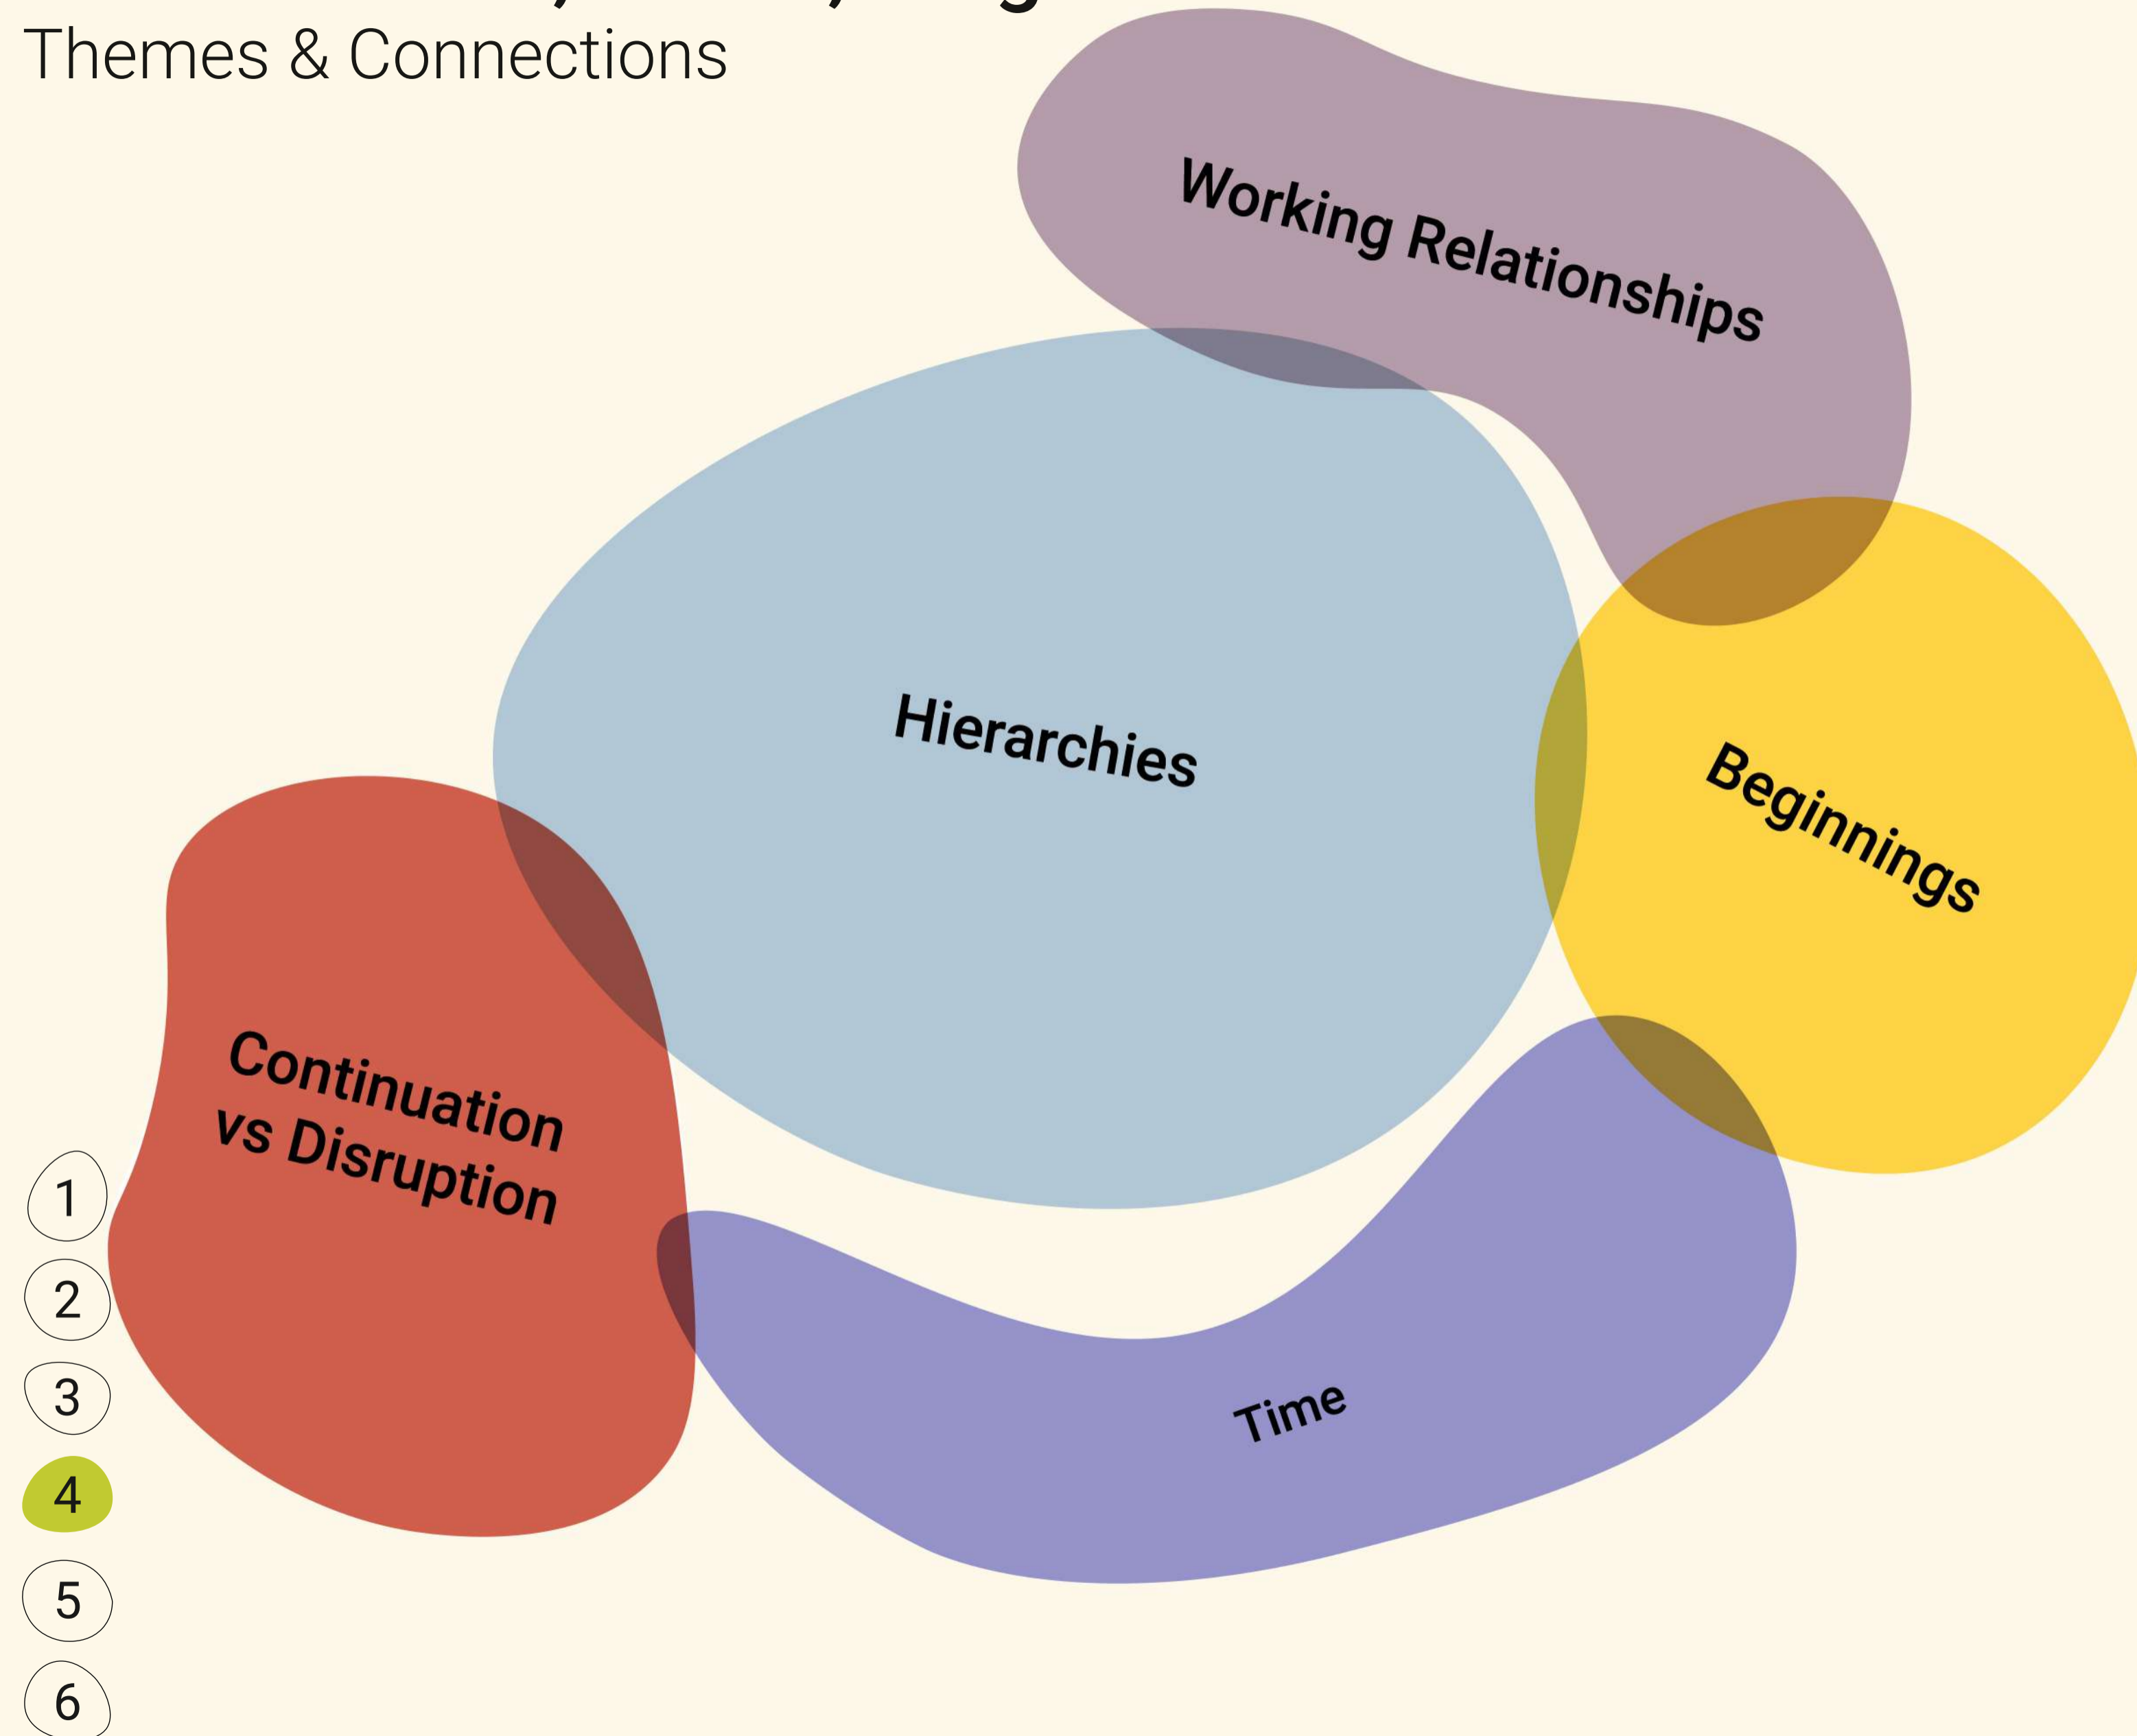 Themes & Connections
Working Relationships
Hierarchies
Beginnings
Continuation
vs Disruption
Time
1
2
3
4
5
6